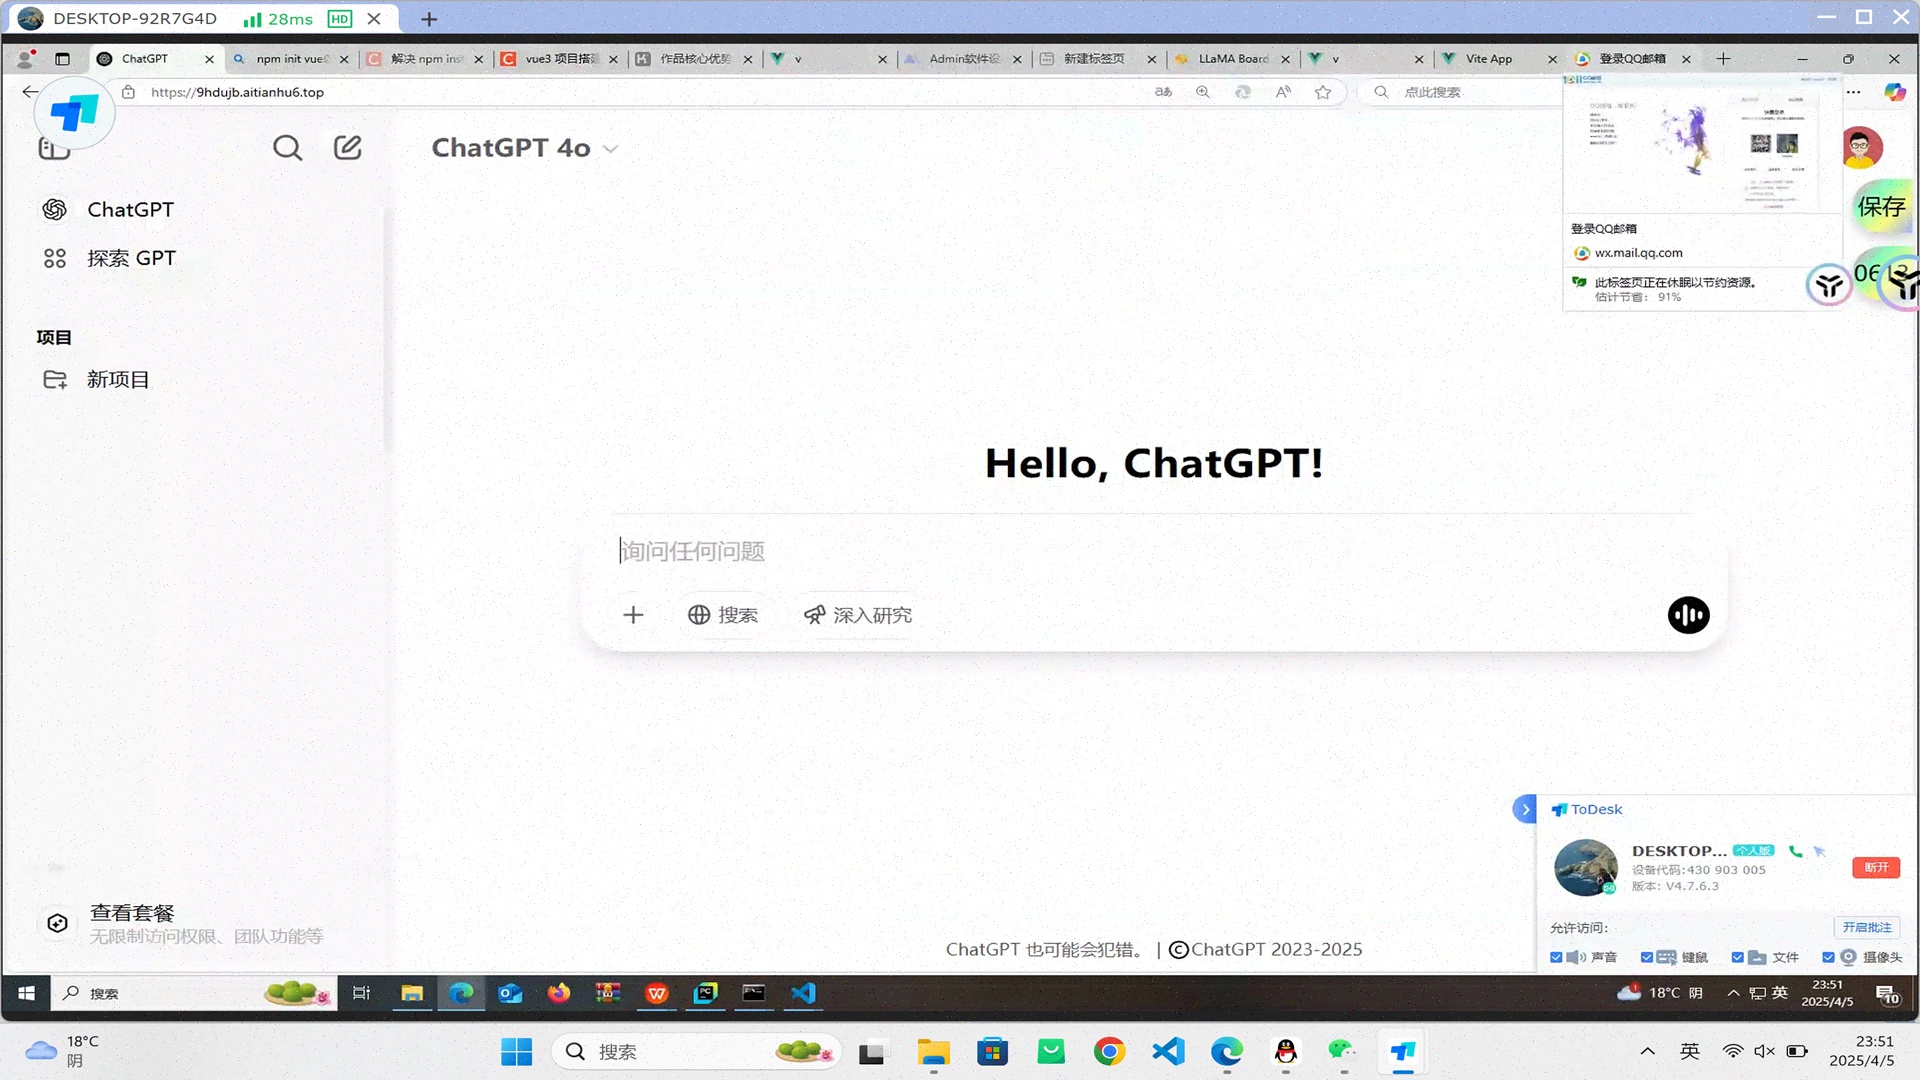 DESKTOP-92R7G4D 28ms HD
ChatGPT npm init vue 解决 npm inst vue3 项目搭建 作品核心优势 v Admin软件设 新建标签页 LLaMA Board v Vite App 登录QQ邮箱
https://9hdujb.aitianhu6.top 点此搜索
ChatGPT 4o
ChatGPT
探索 GPT
项目
新项目
登录QQ邮箱
wx.mail.qq.com
此标签页正在休眠以节约资源。
估计节省: 91%
保存
Hello, ChatGPT!
询问任何问题
搜索 深入研究
ToDesk
DESKTOP... 个人版
设备代码:430 903 005
版本: V4.7.6.3
断开
允许访问:
开启批注
声音 键鼠 文件 摄像头
查看套餐
无限制访问权限、团队功能等
ChatGPT 也可能会犯错。 | ©ChatGPT 2023-2025
搜索
18°C 阴 英 23:51
2025/4/5
10
18°C
阴
搜索
英
23:51
2025/4/5